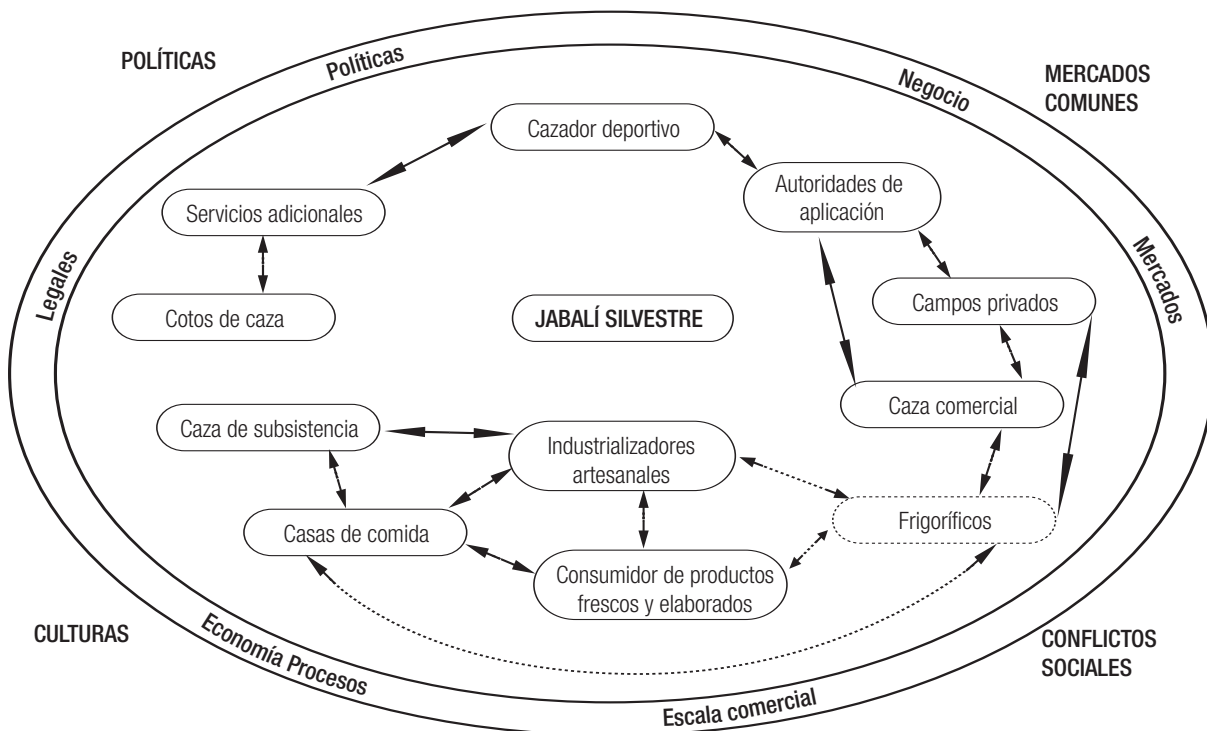 POLÍTICAS
Políticas
Negocio
MERCADOS
COMUNES
Cazador deportivo
Autoridades de
aplicación
Servicios adicionales
Legales
Mercados
Cotos de caza
JABALÍ SILVESTRE
Campos privados
Caza comercial
Caza de subsistencia
Industrializadores
artesanales
Frigoríficos
Casas de comida
Consumidor de productos
frescos y elaborados
CULTURAS
Economía Procesos
Escala comercial
CONFLICTOS
SOCIALES